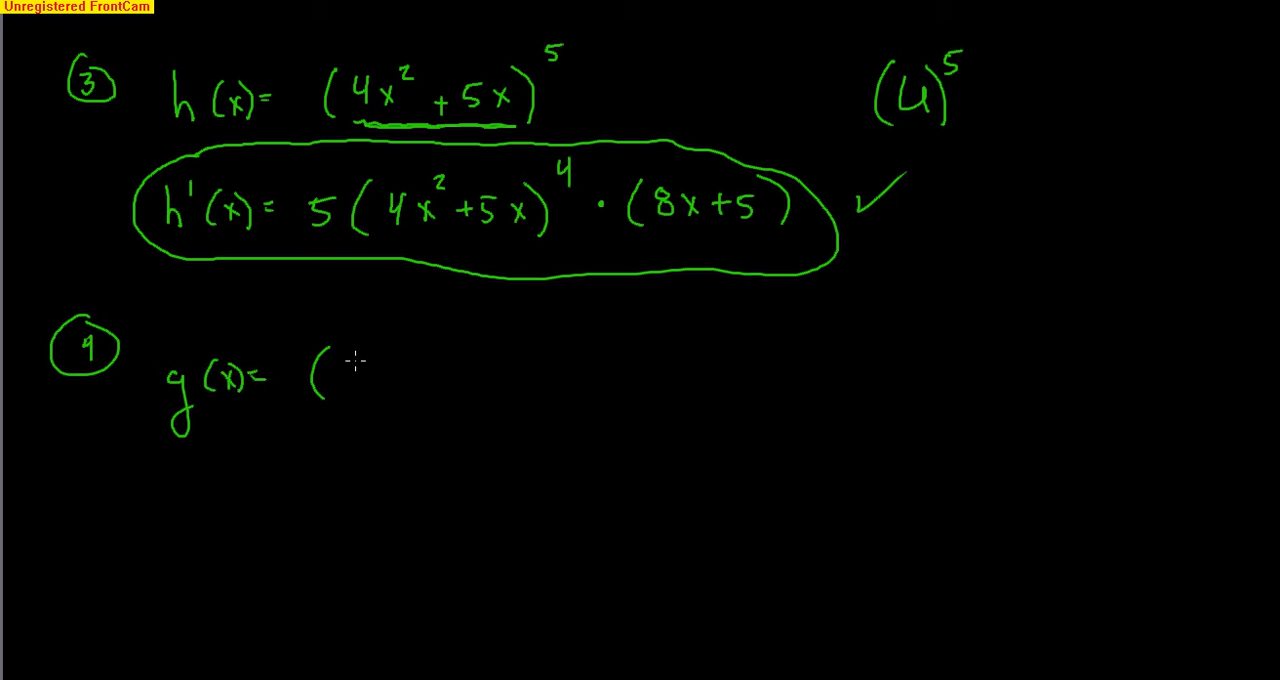 Unregistered FrontCam
3 h(x)= (4x² + 5x)⁵ (u)⁵
h'(x)= 5(4x²+5x)⁴ · (8x+5) ✓
4 g(x)= (